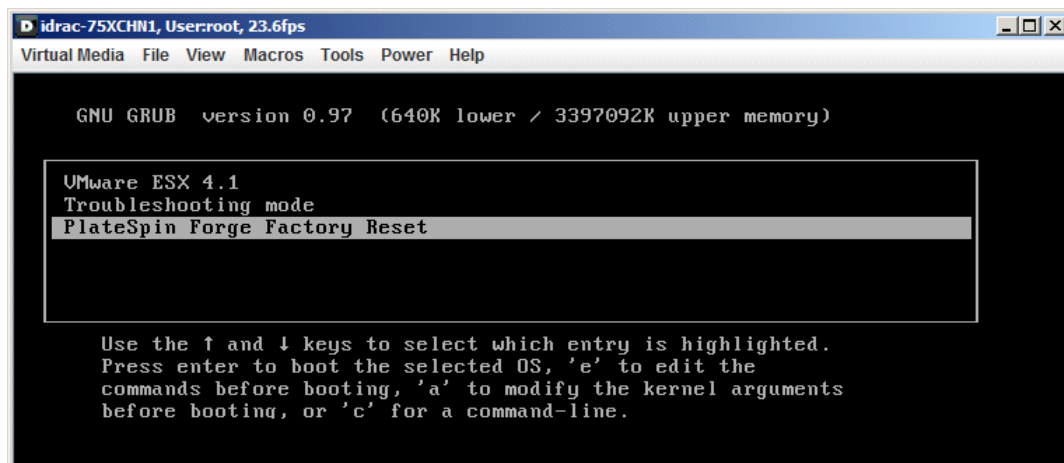 idrac-75XCHN1, User:root, 23.6fps
Virtual Media File View Macros Tools Power Help
GNU GRUB version 0.97 (640K lower / 3397092K upper memory)
VMware ESX 4.1
Troubleshooting mode
PlateSpin Forge Factory Reset
Use the ↑ and ↓ keys to select which entry is highlighted.
Press enter to boot the selected OS, 'e' to edit the
commands before booting, 'a' to modify the kernel arguments
before booting, or 'c' for a command-line.